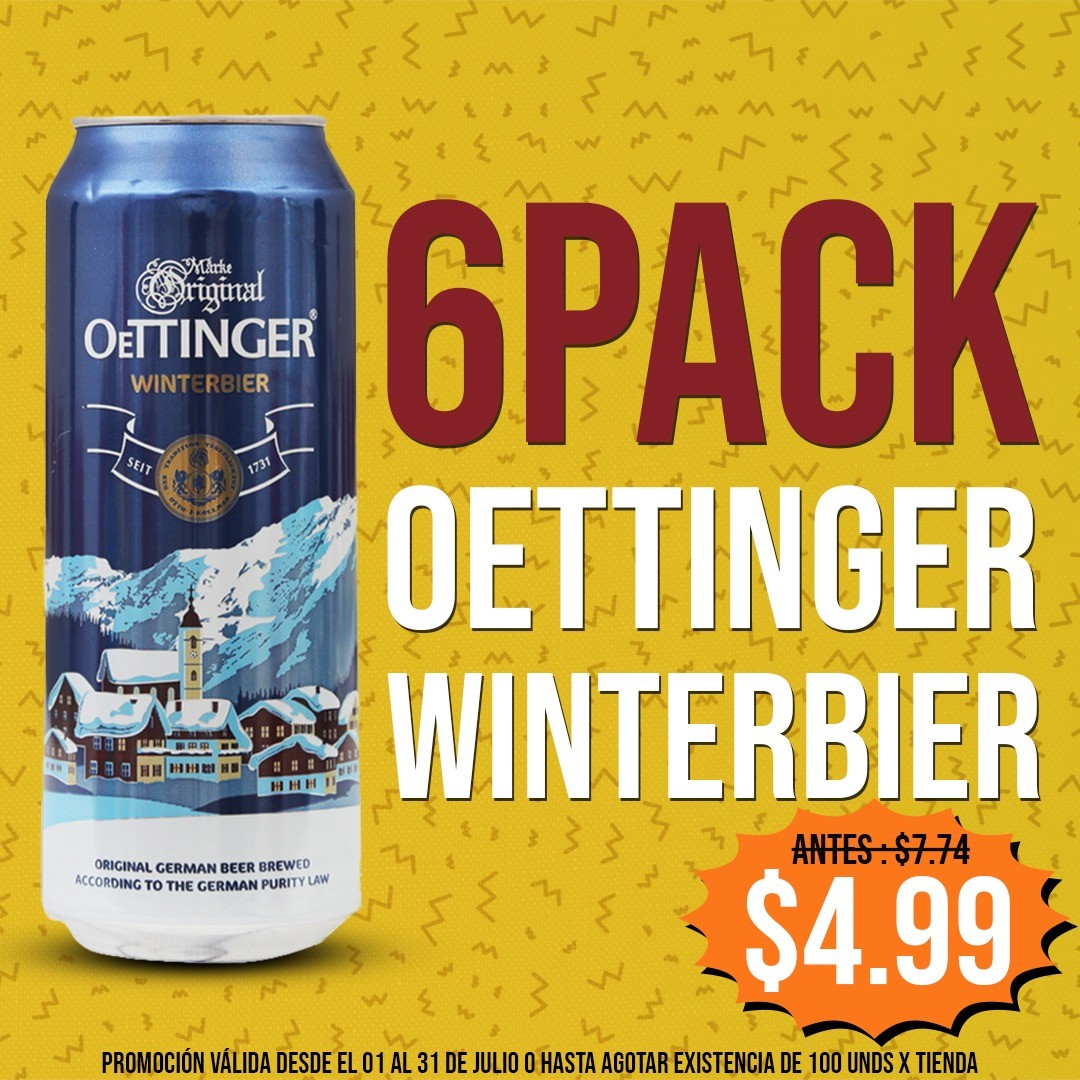 Marke
Original
OETTINGER®
WINTERBIER
SEIT 1731
ORIGINAL GERMAN BEER BREWED
ACCORDING TO THE GERMAN PURITY LAW
6PACK
OETTINGER
WINTERBIER
ANTES : $7.74
$4.99
PROMOCIÓN VÁLIDA DESDE EL 01 AL 31 DE JULIO O HASTA AGOTAR EXISTENCIA DE 100 UNDS X TIENDA